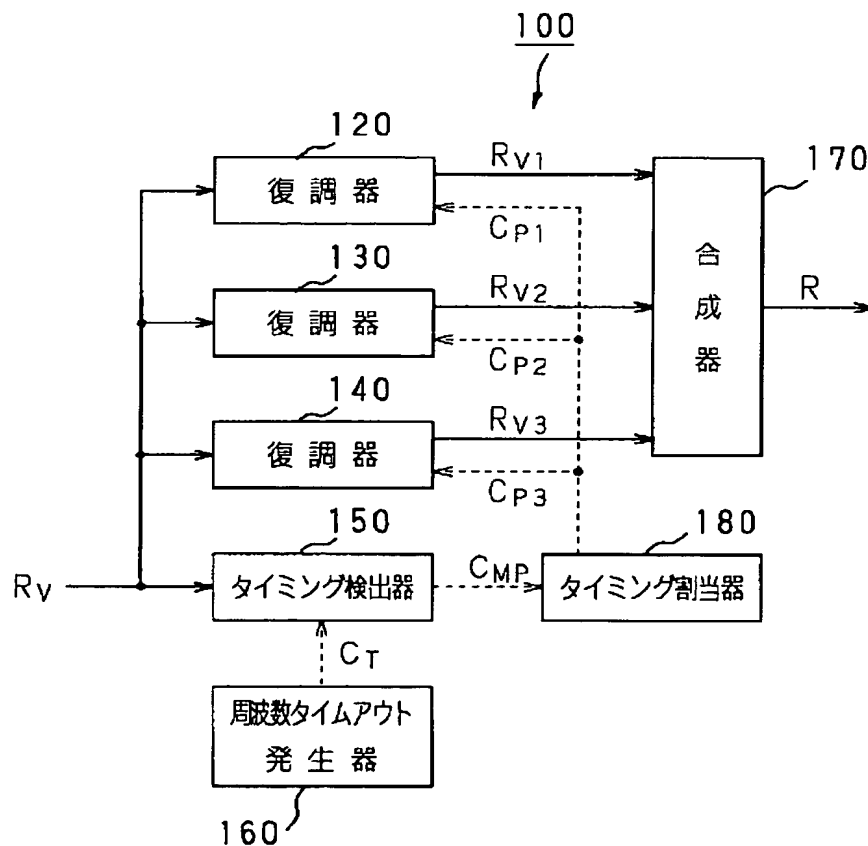 100
120
復調器
RV1
170
CP1
130
復調器
RV2
合成器
R
CP2
140
復調器
RV3
CP3
150
180
RV
タイミング検出器
CMP
タイミング割当器
CT
周波数タイムアウト
発生器
160